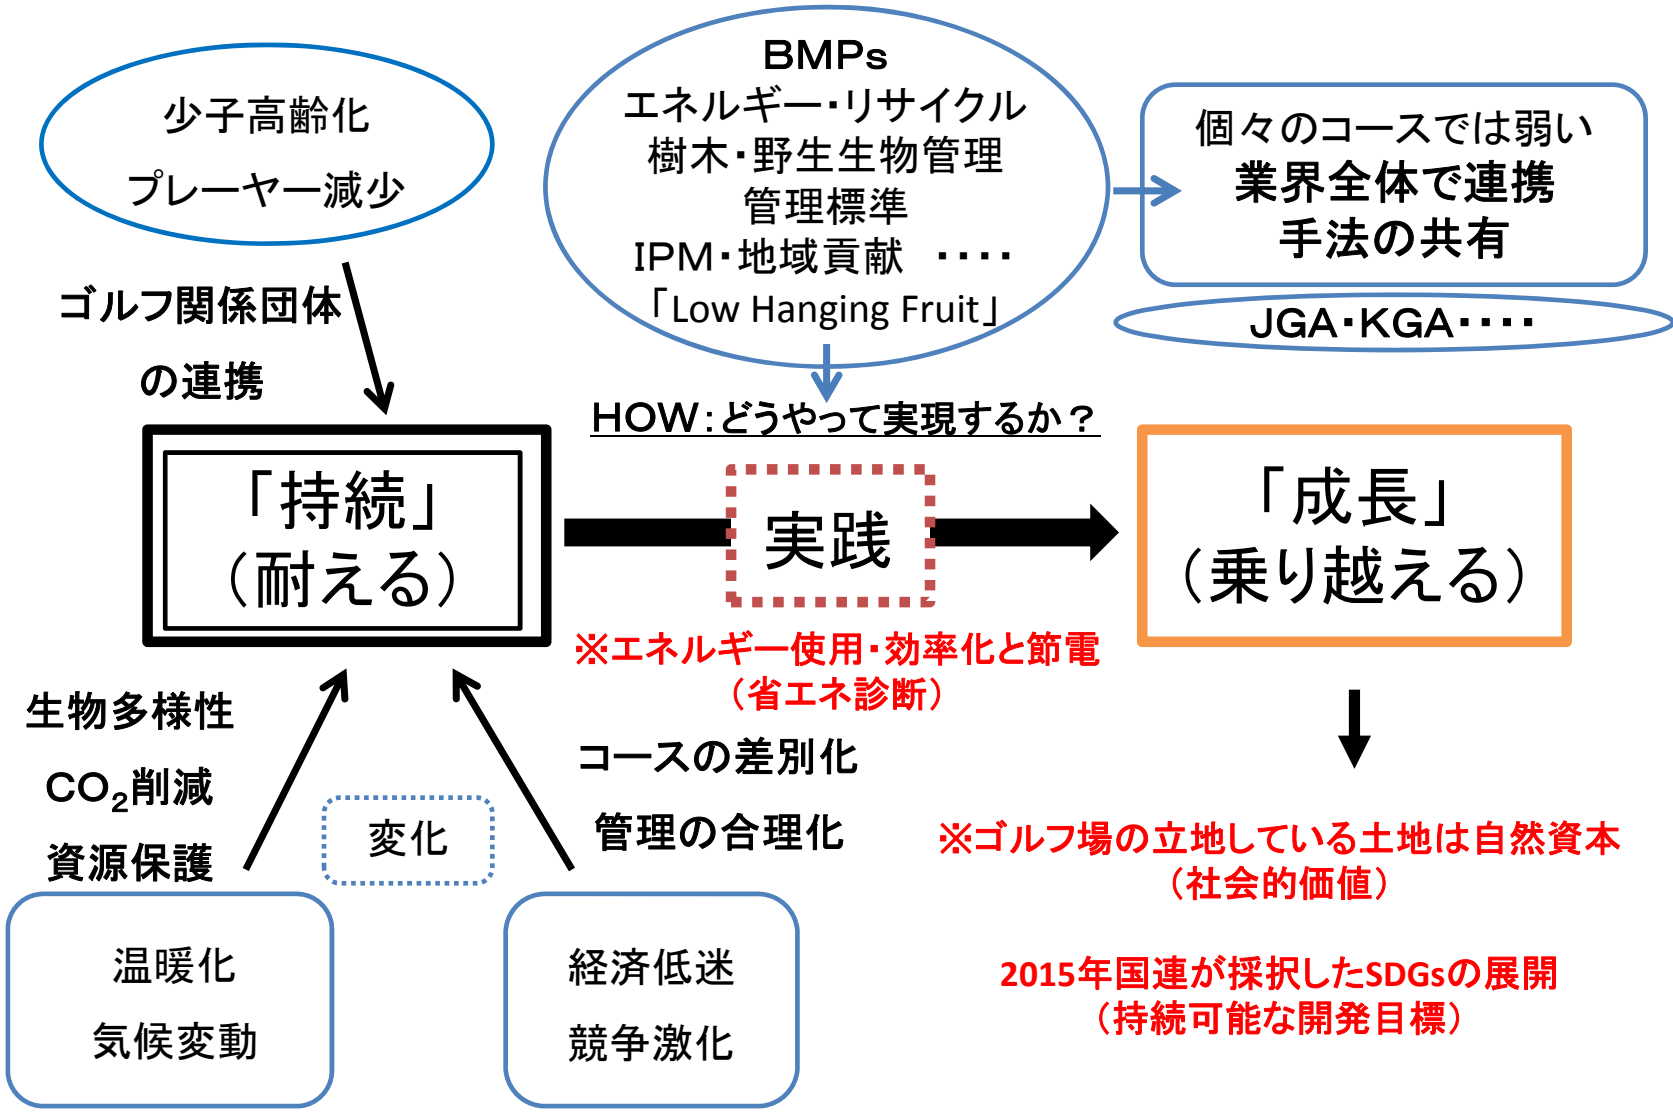 少子高齢化
プレーヤー減少
BMPs
エネルギー・リサイクル
樹木・野生生物管理
管理標準
IPM・地域貢献 ・・・・
「Low Hanging Fruit」
個々のコースでは弱い
業界全体で連携
手法の共有
JGA・KGA・・・・
ゴルフ関係団体
の連携
HOW:どうやって実現するか？
「持続」
（耐える）
実践
「成長」
（乗り越える）
※エネルギー使用・効率化と節電
（省エネ診断）
生物多様性
CO₂削減
資源保護
変化
コースの差別化
管理の合理化
※ゴルフ場の立地している土地は自然資本
（社会的価値）
温暖化
気候変動
経済低迷
競争激化
2015年国連が採択したSDGsの展開
（持続可能な開発目標）